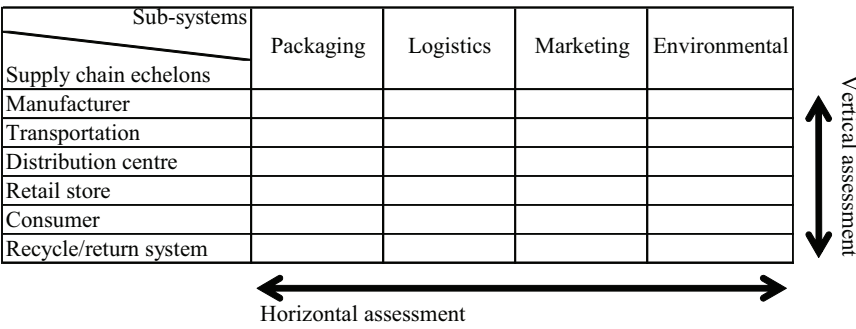 Sub-systems
Supply chain echelons
Packaging Logistics Marketing Environmental
Manufacturer
Transportation
Distribution centre
Retail store
Consumer
Recycle/return system
Vertical assessment
Horizontal assessment